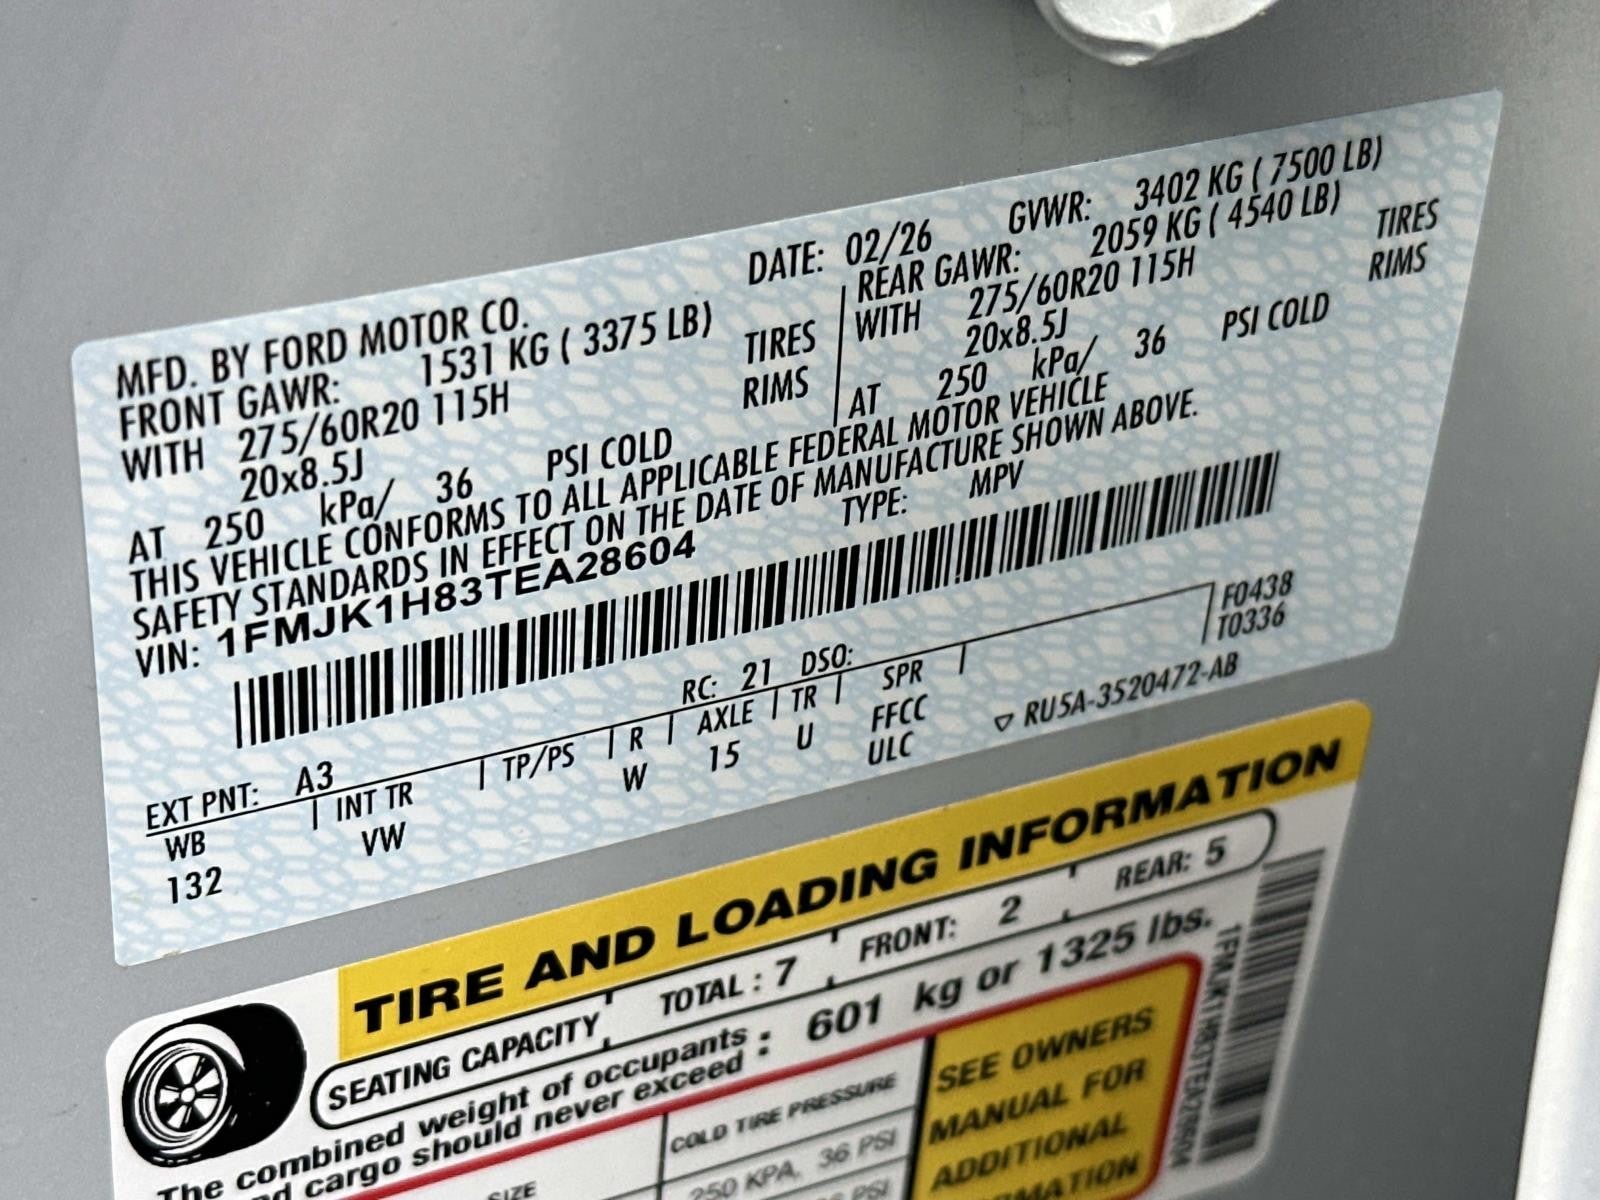 MFD. BY FORD MOTOR CO. DATE: 02/26 GVWR: 3402 KG ( 7500 LB)
FRONT GAWR: 1531 KG ( 3375 LB) REAR GAWR: 2059 KG ( 4540 LB)
WITH 275/60R20 115H TIRES WITH 275/60R20 115H TIRES
20x8.5J RIMS 20x8.5J RIMS
AT 250 kPa/ 36 PSI COLD AT 250 kPa/ 36 PSI COLD
THIS VEHICLE CONFORMS TO ALL APPLICABLE FEDERAL MOTOR VEHICLE
SAFETY STANDARDS IN EFFECT ON THE DATE OF MANUFACTURE SHOWN ABOVE.
VIN: 1FMJK1H83TEA28604 TYPE: MPV
F0438
T0336
EXT PNT: A3 RC: 21 DSO:
WB INT TR TP/PS R AXLE TR SPR
132 VW W 15 U FFCC
ULC
▽ RU5A-3520472-AB
TIRE AND LOADING INFORMATION
SEATING CAPACITY TOTAL : 7 FRONT: 2 REAR: 5
The combined weight of occupants
and cargo should never exceed : 601 kg or 1325 lbs.
SIZE COLD TIRE PRESSURE
250 KPA, 36 PSI
36 PSI
SEE OWNERS
MANUAL FOR
ADDITIONAL
1FMJK1H83TEA28604